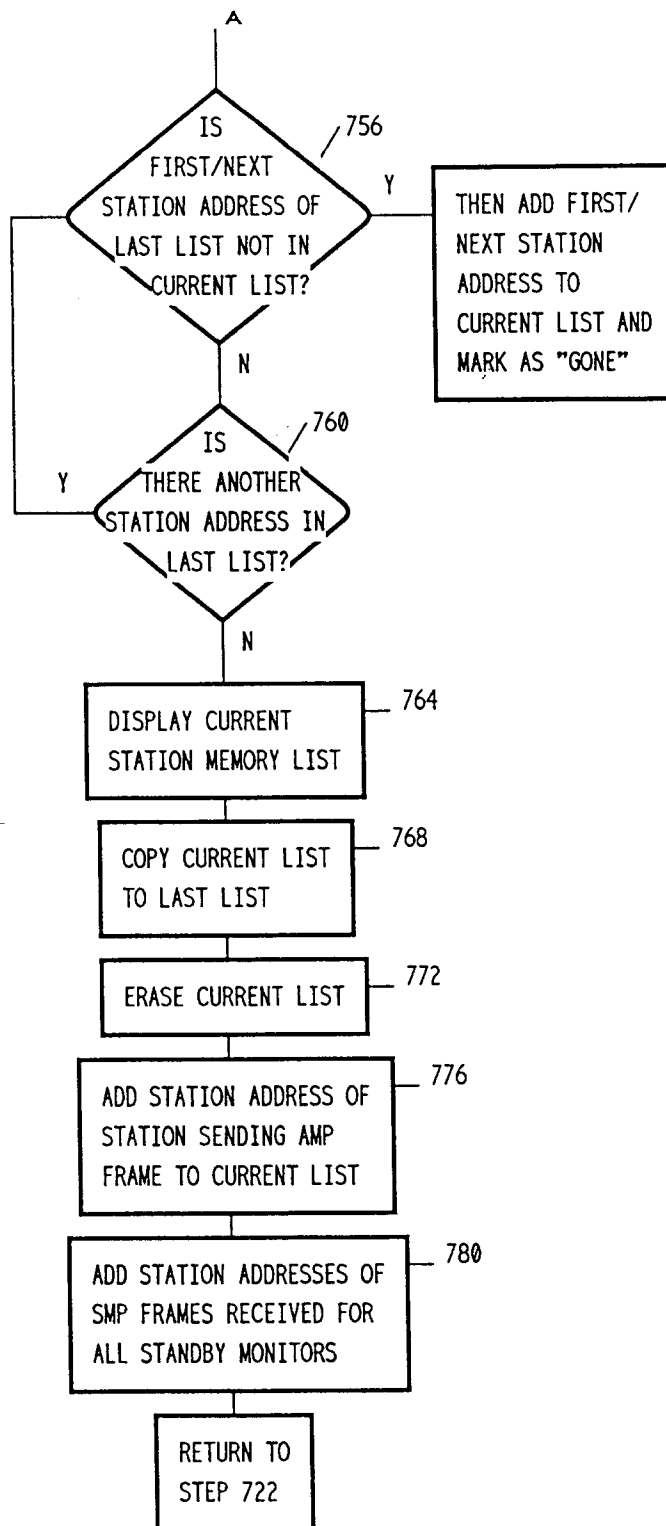 A
IS
FIRST/NEXT
STATION ADDRESS OF
LAST LIST NOT IN
CURRENT LIST?
756
Y
THEN ADD FIRST/
NEXT STATION
ADDRESS TO
CURRENT LIST AND
MARK AS "GONE"
N
IS
THERE ANOTHER
STATION ADDRESS IN
LAST LIST?
760
Y
N
DISPLAY CURRENT
STATION MEMORY LIST
764
COPY CURRENT LIST
TO LAST LIST
768
ERASE CURRENT LIST
772
ADD STATION ADDRESS OF
STATION SENDING AMP
FRAME TO CURRENT LIST
776
ADD STATION ADDRESSES OF
SMP FRAMES RECEIVED FOR
ALL STANDBY MONITORS
780
RETURN TO
STEP 722